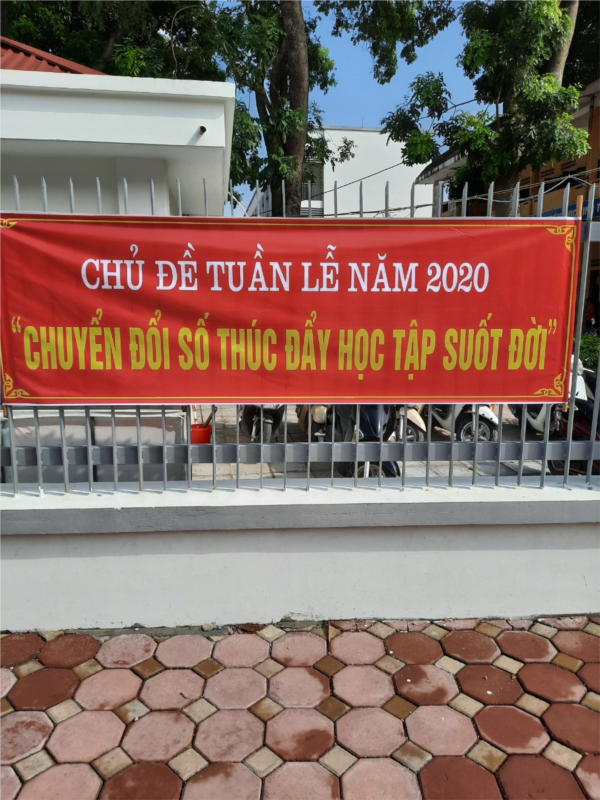 CHỦ ĐỀ TUẦN LỄ NĂM 2020
"CHUYỂN ĐỔI SỐ THÚC ĐẨY HỌC TẬP SUỐT ĐỜI"